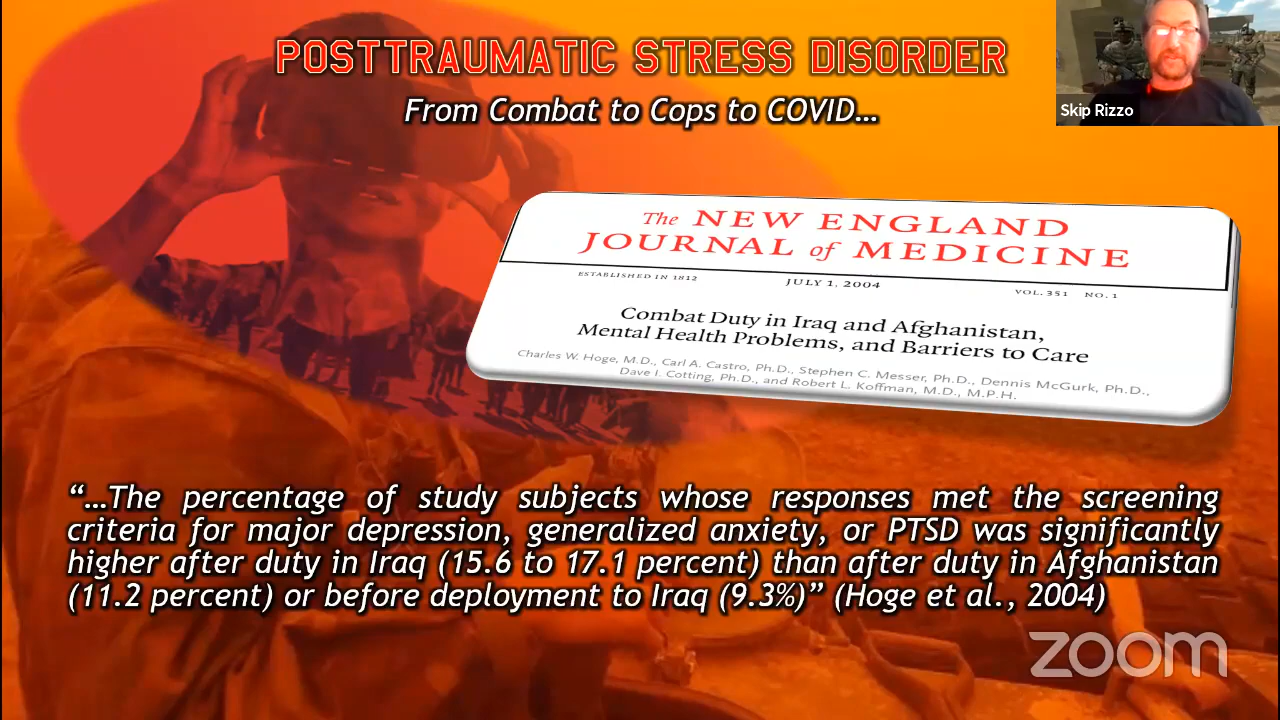 POSTTRAUMATIC STRESS DISORDER
From Combat to Cops to COVID…
Skip Rizzo
The NEW ENGLAND
JOURNAL of MEDICINE
ESTABLISHED IN 1812 JULY 1, 2004 VOL. 351 NO. 1
Combat Duty in Iraq and Afghanistan,
Mental Health Problems, and Barriers to Care
Charles W. Hoge, M.D., Carl A. Castro, Ph.D., Stephen C. Messer, Ph.D., Dennis McGurk, Ph.D.,
Dave I. Cotting, Ph.D., and Robert L. Koffman, M.D., M.P.H.
“…The percentage of study subjects whose responses met the screening
criteria for major depression, generalized anxiety, or PTSD was significantly
higher after duty in Iraq (15.6 to 17.1 percent) than after duty in Afghanistan
(11.2 percent) or before deployment to Iraq (9.3%)” (Hoge et al., 2004)
zoom